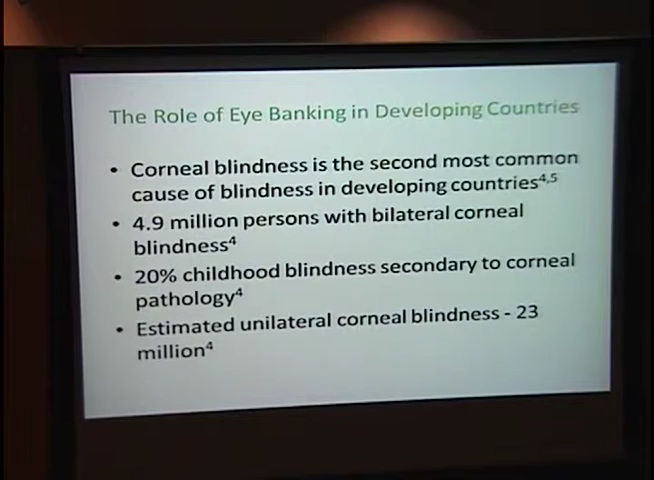 The Role of Eye Banking in Developing Countries
• Corneal blindness is the second most common
cause of blindness in developing countries⁴,⁵
• 4.9 million persons with bilateral corneal
blindness⁴
• 20% childhood blindness secondary to corneal
pathology⁴
• Estimated unilateral corneal blindness - 23
million⁴